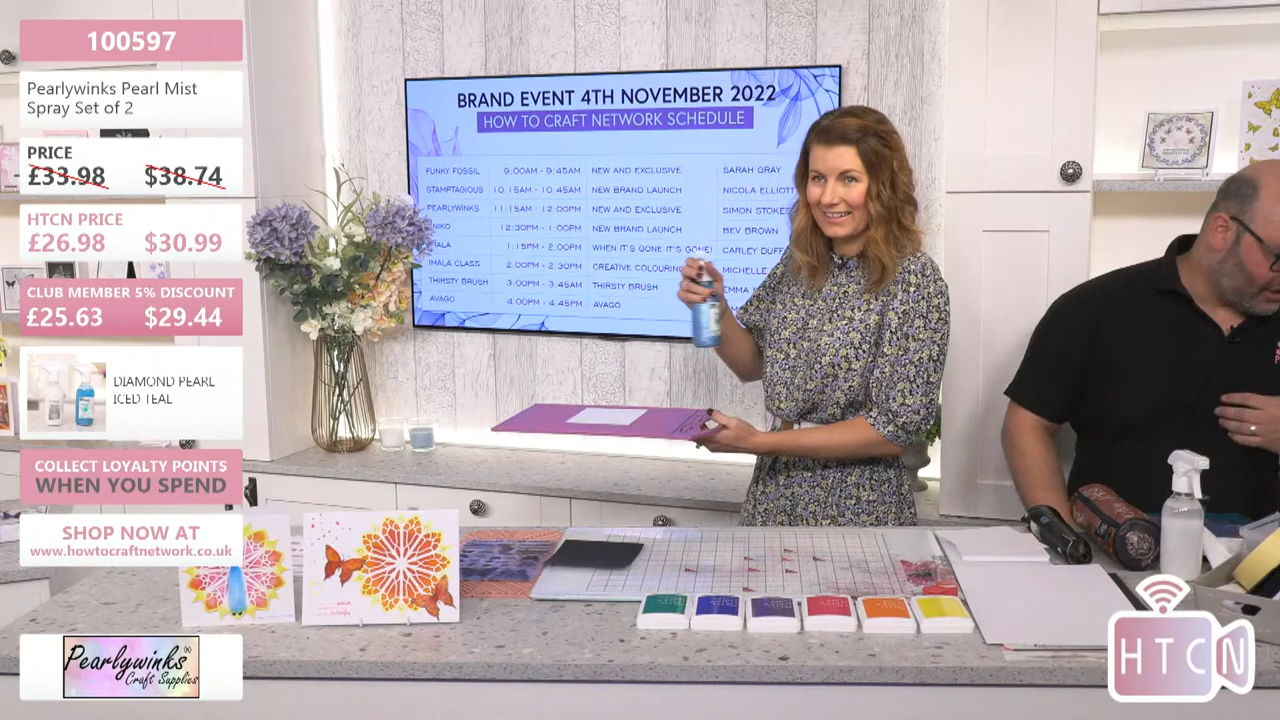 100597
Pearlywinks Pearl Mist
Spray Set of 2
PRICE
£33.98 $38.74
HTCN PRICE
£26.98 $30.99
CLUB MEMBER 5% DISCOUNT
£25.63 $29.44
DIAMOND PEARL
ICED TEAL
COLLECT LOYALTY POINTS
WHEN YOU SPEND
SHOP NOW AT
www.howtocraftnetwork.co.uk
Pearlywinks®
Craft Supplies
BRAND EVENT 4TH NOVEMBER 2022
HOW TO CRAFT NETWORK SCHEDULE
FUNKY FOSSIL 9:00AM - 9:45AM NEW AND EXCLUSIVE SARAH GRAY
STAMPTAGIOUS 10:15AM - 10:45AM NEW BRAND LAUNCH NICOLA ELLIOTT
PEARLYWINKS 11:15AM - 12:00PM NEW AND EXCLUSIVE SIMON STOKES
NIKO 12:30PM - 1:00PM NEW BRAND LAUNCH BEV BROWN
MALA 1:15PM - 2:00PM WHEN IT'S GONE IT'S GONE! CARLEY DUFF
IMALA CLASS 2:00PM - 2:30PM CREATIVE COLOURING MICHELLE
THIRSTY BRUSH 3:00PM - 3:45AM THIRSTY BRUSH EMMA
AVAGO 4:00PM - 4:45PM AVAGO
HTCN